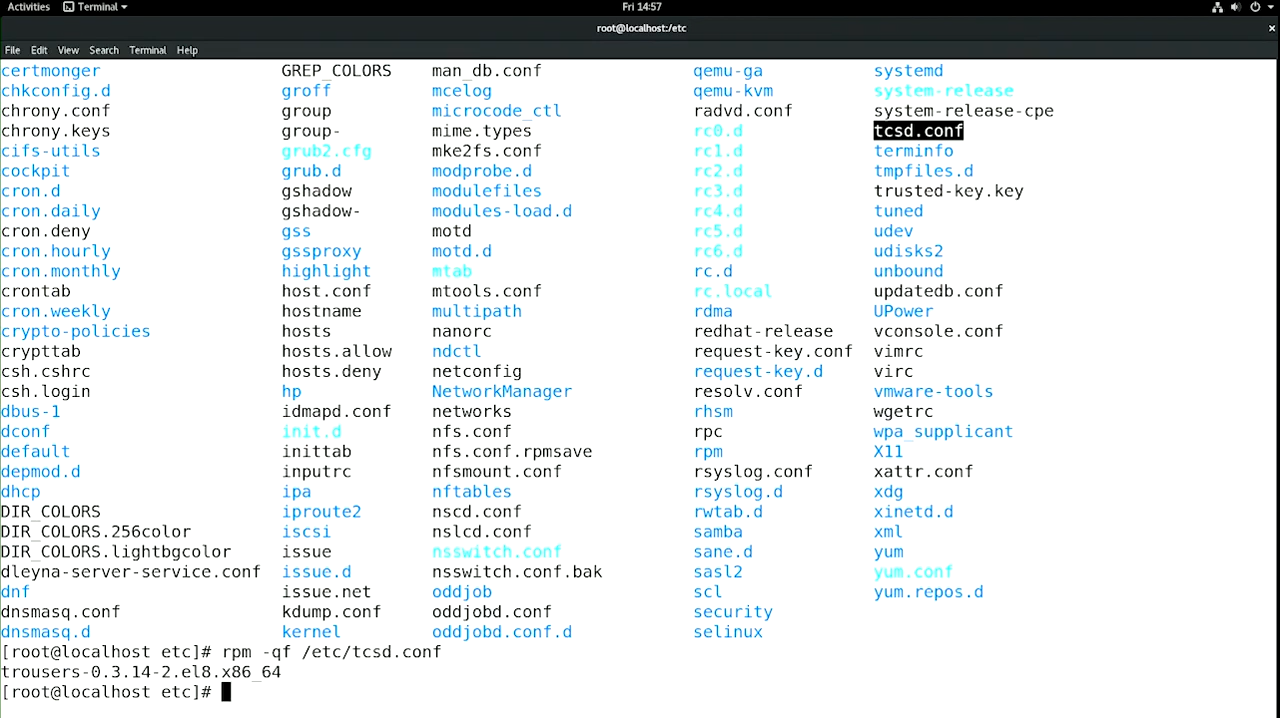 Activities Terminal Fri 14:57
root@localhost:/etc ×
File Edit View Search Terminal Help
certmonger GREP_COLORS man_db.conf qemu-ga systemd
chkconfig.d groff mcelog qemu-kvm system-release
chrony.conf group microcode_ctl radvd.conf system-release-cpe
chrony.keys group- mime.types rc0.d tcsd.conf
cifs-utils grub2.cfg mke2fs.conf rc1.d terminfo
cockpit grub.d modprobe.d rc2.d tmpfiles.d
cron.d gshadow modulefiles rc3.d trusted-key.key
cron.daily gshadow- modules-load.d rc4.d tuned
cron.deny gss motd rc5.d udev
cron.hourly gssproxy motd.d rc6.d udisks2
cron.monthly highlight mtab rc.d unbound
crontab host.conf mtools.conf rc.local updatedb.conf
cron.weekly hostname multipath rdma UPower
crypto-policies hosts nanorc redhat-release vconsole.conf
crypttab hosts.allow ndctl request-key.conf vimrc
csh.cshrc hosts.deny netconfig request-key.d virc
csh.login hp NetworkManager resolv.conf vmware-tools
dbus-1 idmapd.conf networks rhsm wgetrc
dconf init.d nfs.conf rpc wpa_supplicant
default inittab nfs.conf.rpmsave rpm X11
depmod.d inputrc nfsmount.conf rsyslog.conf xattr.conf
dhcp ipa nftables rsyslog.d xdg
DIR_COLORS iproute2 nscd.conf rwtab.d xinetd.d
DIR_COLORS.256color iscsi nslcd.conf samba xml
DIR_COLORS.lightbgcolor issue nsswitch.conf sane.d yum
dleyna-server-service.conf issue.d nsswitch.conf.bak sasl2 yum.conf
dnf issue.net oddjob scl yum.repos.d
dnsmasq.conf kdump.conf oddjobd.conf security
dnsmasq.d kernel oddjobd.conf.d selinux
[root@localhost etc]# rpm -qf /etc/tcsd.conf
trousers-0.3.14-2.el8.x86_64
[root@localhost etc]#